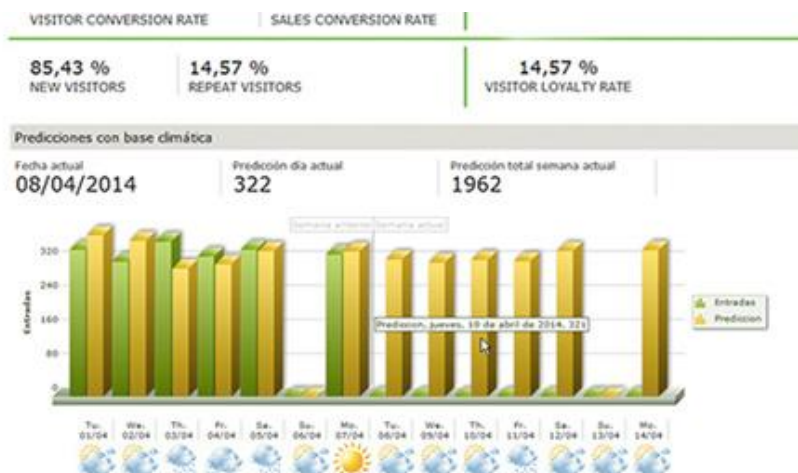 VISITOR CONVERSION RATE SALES CONVERSION RATE
85,43 % 14,57 % 14,57 %
NEW VISITORS REPEAT VISITORS VISITOR LOYALTY RATE
Predicciones con base climática
Fecha actual Predicción día actual Predicción total semana actual
08/04/2014 322 1962
Semana anterior Semana actual
320
240
160
80
0
Entradas
Prediccion, jueves, 10 de abril de 2014, 321
Entradas
Prediccion
Tu. We. Th. Fr. Sa. Su. Mo. Tu. We. Th. Fr. Sa. Su. Mo.
01/04 02/04 03/04 04/04 05/04 06/04 07/04 08/04 09/04 10/04 11/04 12/04 13/04 14/04